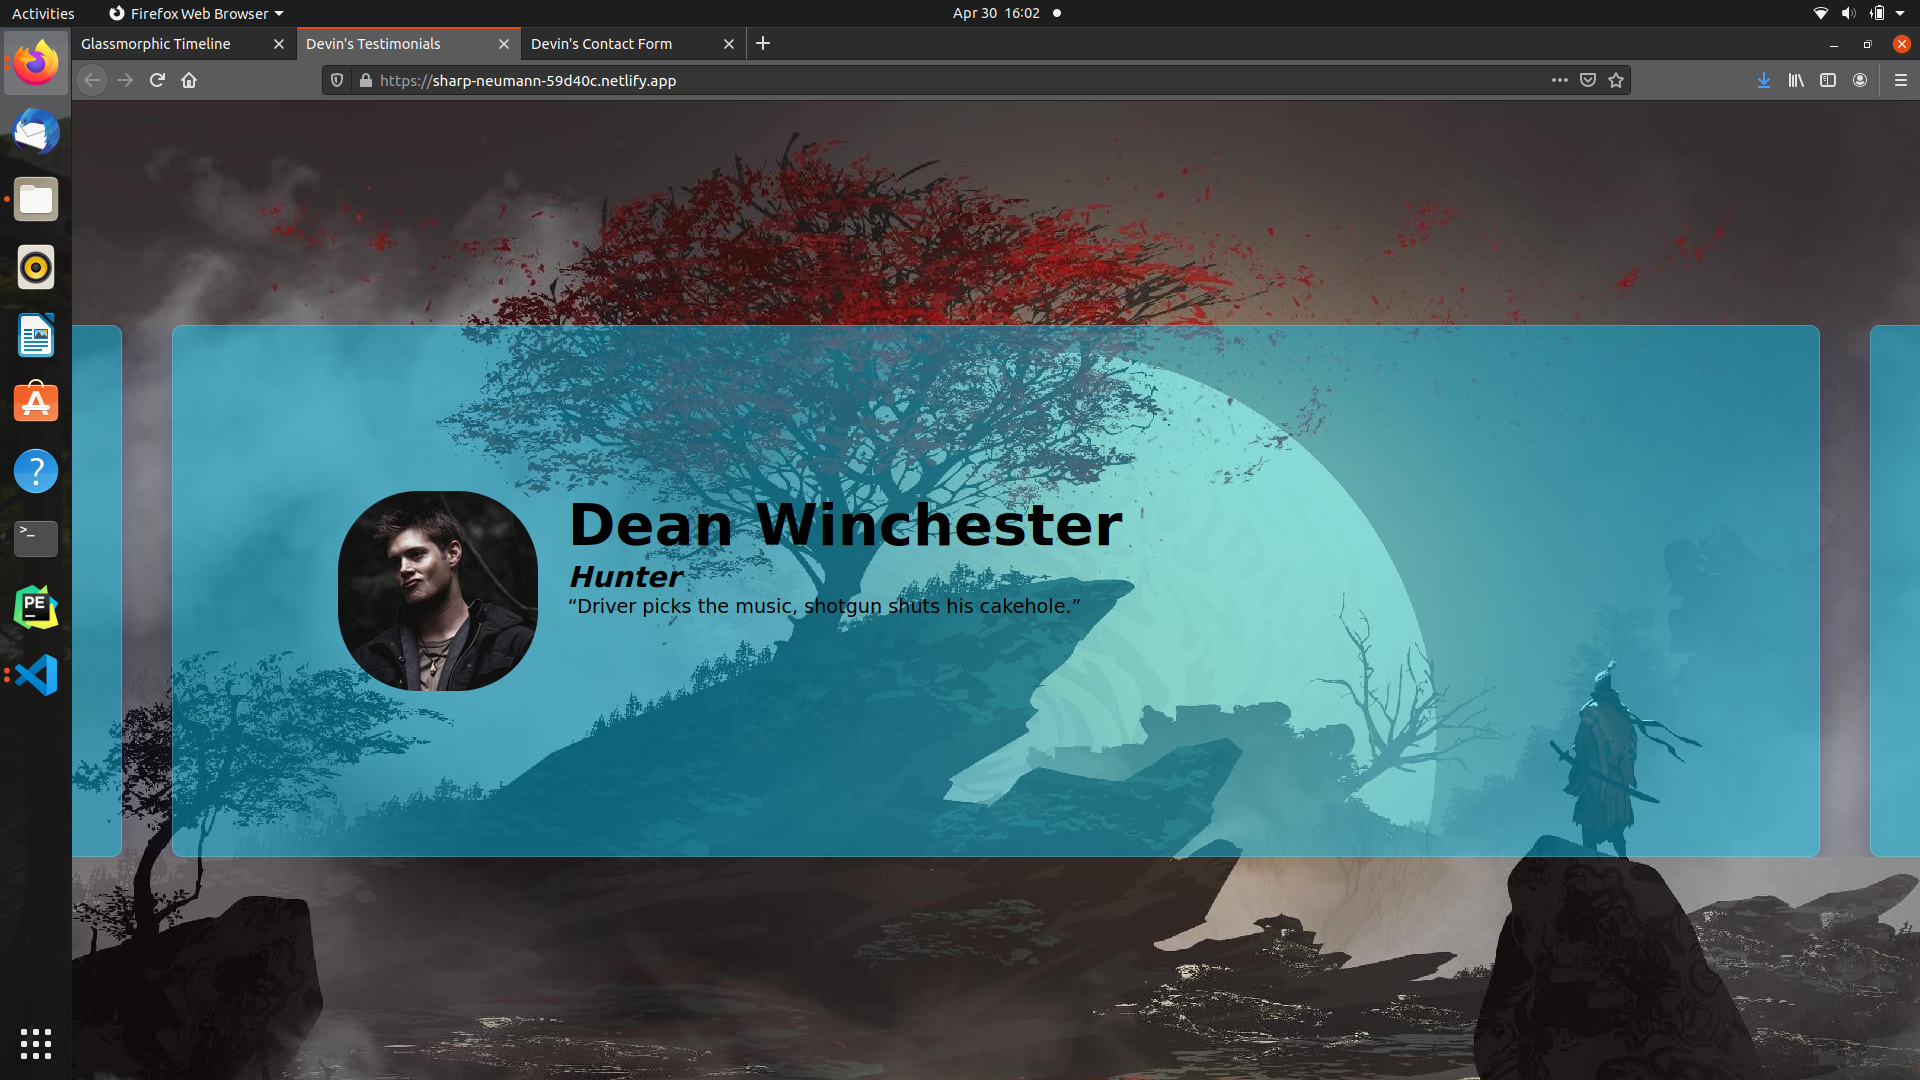 Activities
Firefox Web Browser
Apr 30 16:02
Glassmorphic Timeline
Devin's Testimonials
Devin's Contact Form
https://sharp-neumann-59d40c.netlify.app
?
>_
PE
Dean Winchester
Hunter
“Driver picks the music, shotgun shuts his cakehole.”